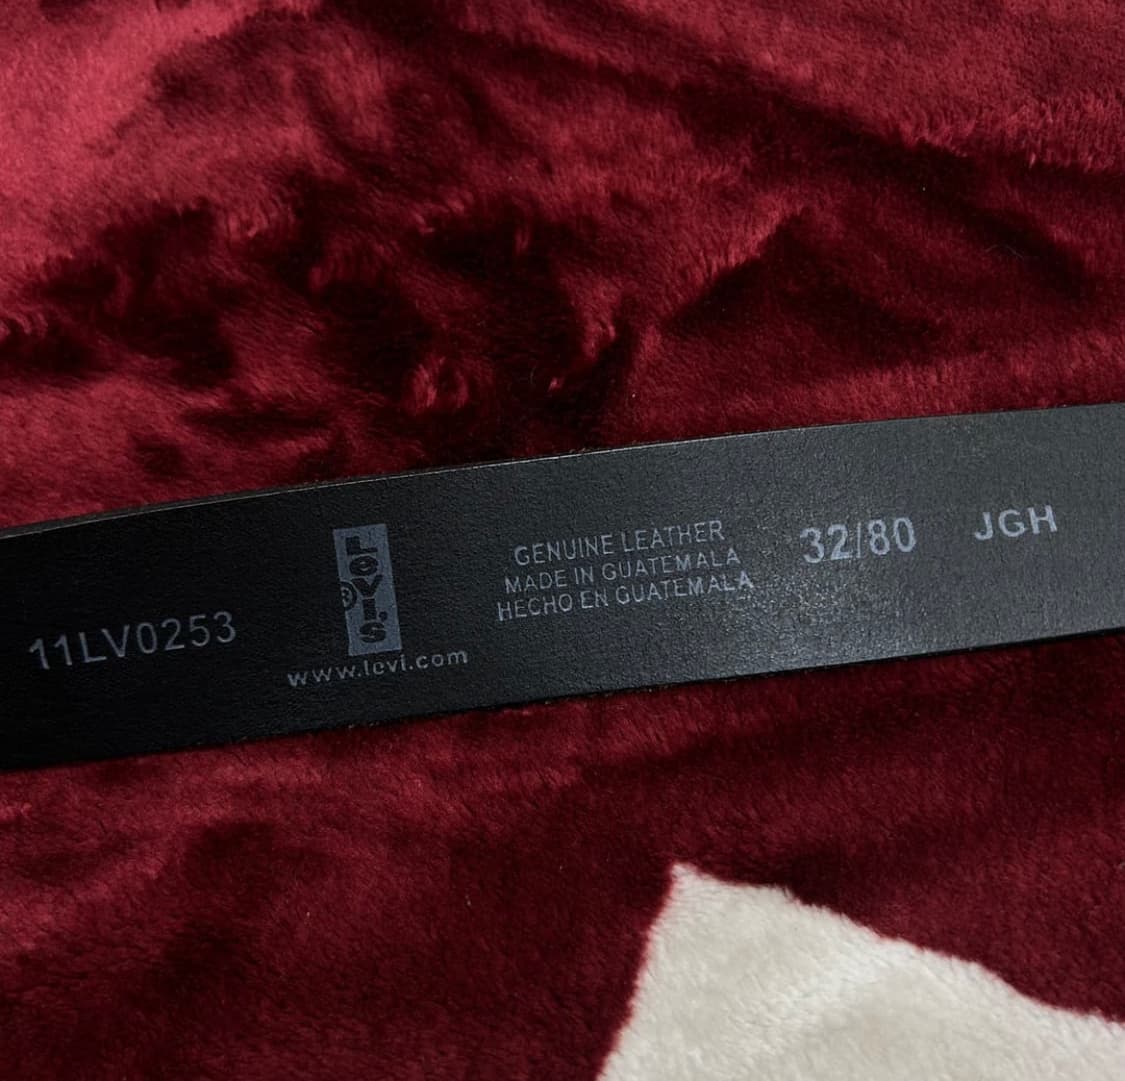 11LV0253
Levi's
®
www.levi.com
GENUINE LEATHER
MADE IN GUATEMALA
HECHO EN GUATEMALA
32/80
JGH